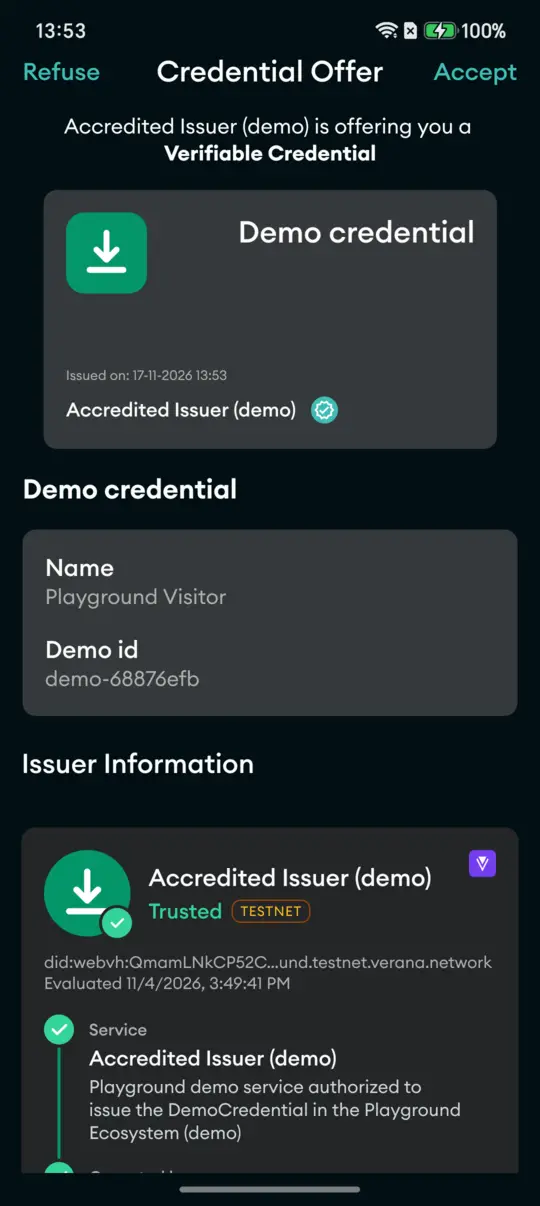 13:53
100%
Refuse
Credential Offer
Accept
Accredited Issuer (demo) is offering you a
Verifiable Credential
Demo credential
Issued on: 17-11-2026 13:53
Accredited Issuer (demo)
Demo credential
Name
Playground Visitor
Demo id
demo-68876efb
Issuer Information
Accredited Issuer (demo)
Trusted
TESTNET
did:webvh:QmamLNkCP52C...und.testnet.verana.network
Evaluated 11/4/2026, 3:49:41 PM
Service
Accredited Issuer (demo)
Playground demo service authorized to
issue the DemoCredential in the Playground
Ecosystem (demo)